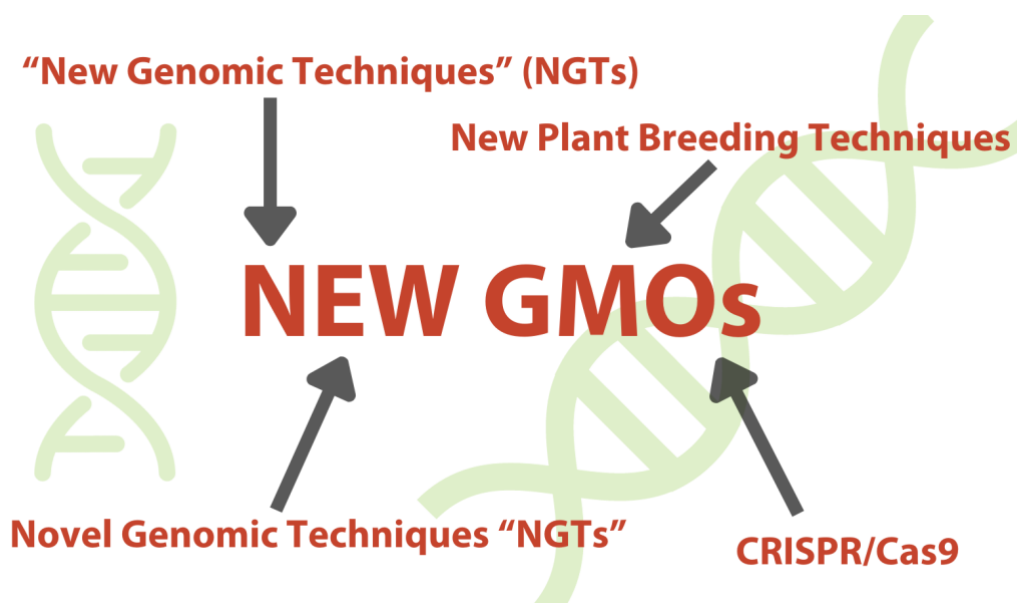 “New Genomic Techniques” (NGTs)
New Plant Breeding Techniques
NEW GMOs
Novel Genomic Techniques “NGTs”
CRISPR/Cas9